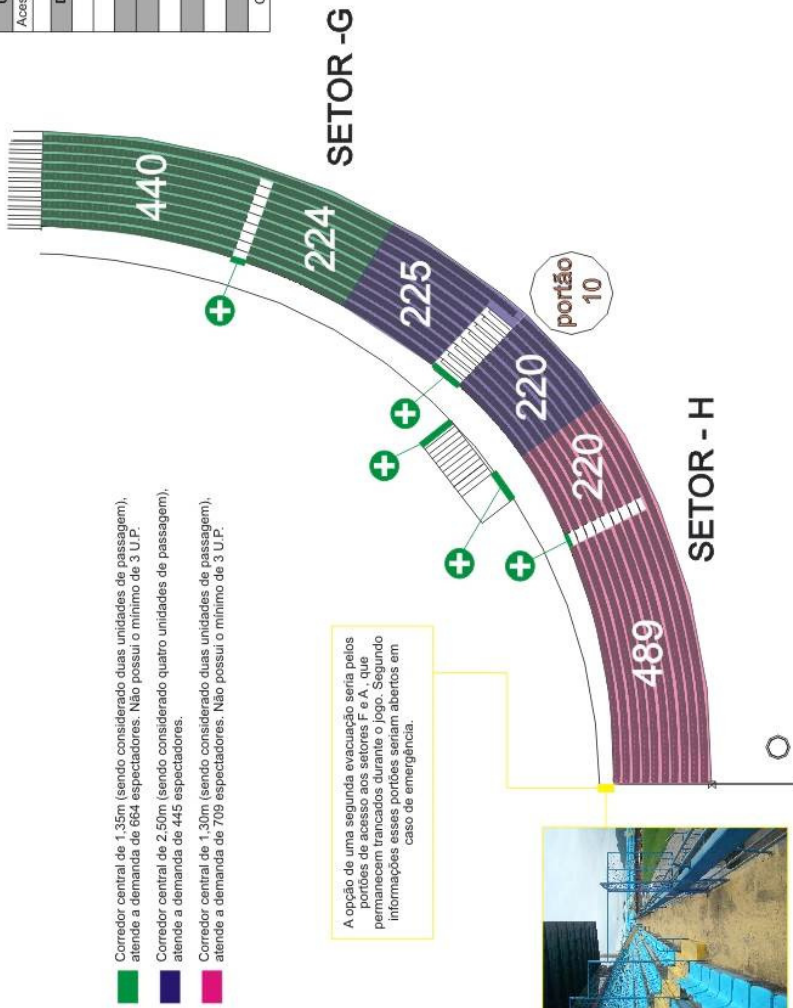 Aces
SETOR -G
440
224
225
220
220
489
portão
10
SETOR - H
Corredor central de 1,35m (sendo considerado duas unidades de passagem),
atende a demanda de 664 espectadores. Não possui o mínimo de 3 U.P.
Corredor central de 2,50m (sendo considerado quatro unidades de passagem),
atende a demanda de 445 espectadores.
Corredor central de 1,30m (sendo considerado duas unidades de passagem),
atende a demanda de 709 espectadores. Não possui o mínimo de 3 U.P.
A opção de uma segunda evacuação seria pelos
portões de acesso aos setores F e A , que
permanecem trancados durante o jogo. Segundo
informações esses portões seriam abertos em
caso de emergência.